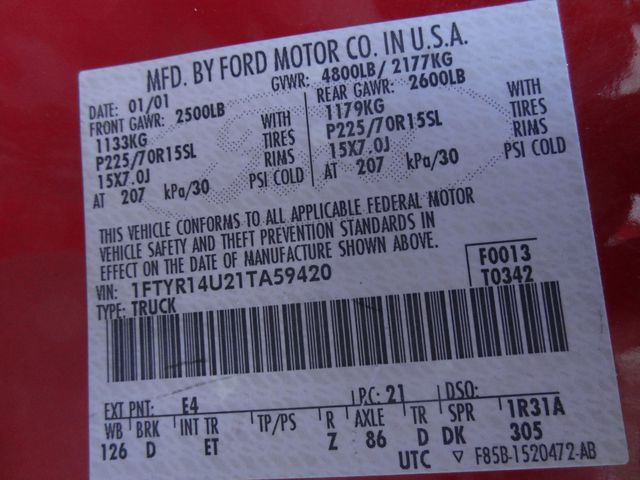 MFD. BY FORD MOTOR CO. IN U.S.A.
DATE: 01/01 GVWR: 4800LB/ 2177KG
FRONT GAWR: 2500LB REAR GAWR: 2600LB
1133KG WITH 1179KG WITH
P225/70R15SL TIRES P225/70R15SL TIRES
15X7.0J RIMS 15X7.0J RIMS
AT 207 kPa/30 PSI COLD AT 207 kPa/30 PSI COLD
THIS VEHICLE CONFORMS TO ALL APPLICABLE FEDERAL MOTOR
VEHICLE SAFETY AND THEFT PREVENTION STANDARDS IN
EFFECT ON THE DATE OF MANUFACTURE SHOWN ABOVE.
VIN: 1FTYR14U21TA59420 F0013
TYPE: TRUCK T0342
EXT PNT: E4 P.C: 21 DSO:
WB BRK INT TR TP/PS R AXLE TR SPR 1R31A
126 D ET Z 86 D DK 305
UTC ▽ F85B-1520472-AB